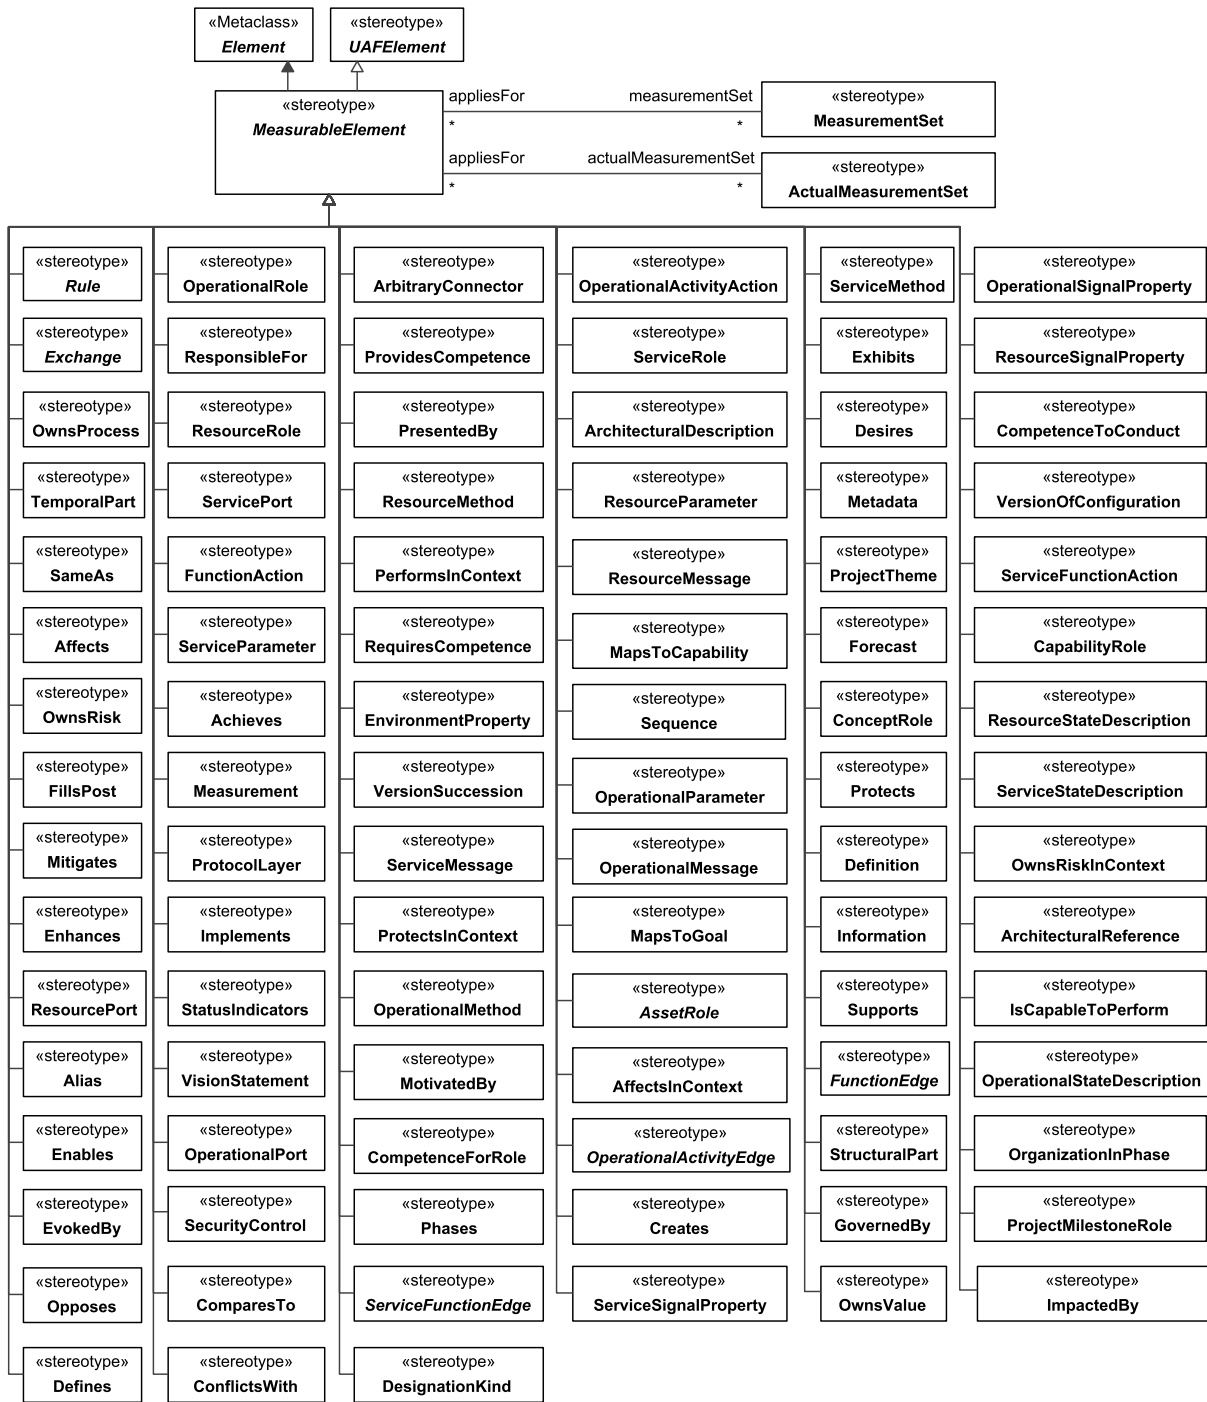 «Metaclass»
Element
«stereotype»
UAFElement
«stereotype»
MeasurableElement
appliesFor
measurementSet
*
*
«stereotype»
MeasurementSet
appliesFor
actualMeasurementSet
*
*
«stereotype»
ActualMeasurementSet
«stereotype»
Rule
«stereotype»
OperationalRole
«stereotype»
ArbitraryConnector
«stereotype»
OperationalActivityAction
«stereotype»
ServiceMethod
«stereotype»
OperationalSignalProperty
«stereotype»
Exchange
«stereotype»
ResponsibleFor
«stereotype»
ProvidesCompetence
«stereotype»
ServiceRole
«stereotype»
Exhibits
«stereotype»
ResourceSignalProperty
«stereotype»
OwnsProcess
«stereotype»
ResourceRole
«stereotype»
PresentedBy
«stereotype»
ArchitecturalDescription
«stereotype»
Desires
«stereotype»
CompetenceToConduct
«stereotype»
TemporalPart
«stereotype»
ServicePort
«stereotype»
ResourceMethod
«stereotype»
ResourceParameter
«stereotype»
Metadata
«stereotype»
VersionOfConfiguration
«stereotype»
SameAs
«stereotype»
FunctionAction
«stereotype»
PerformsInContext
«stereotype»
ResourceMessage
«stereotype»
ProjectTheme
«stereotype»
ServiceFunctionAction
«stereotype»
Affects
«stereotype»
ServiceParameter
«stereotype»
RequiresCompetence
«stereotype»
MapsToCapability
«stereotype»
Forecast
«stereotype»
CapabilityRole
«stereotype»
OwnsRisk
«stereotype»
Achieves
«stereotype»
EnvironmentProperty
«stereotype»
Sequence
«stereotype»
ConceptRole
«stereotype»
ResourceStateDescription
«stereotype»
FillsPost
«stereotype»
Measurement
«stereotype»
VersionSuccession
«stereotype»
OperationalParameter
«stereotype»
Protects
«stereotype»
ServiceStateDescription
«stereotype»
Mitigates
«stereotype»
ProtocolLayer
«stereotype»
ServiceMessage
«stereotype»
OperationalMessage
«stereotype»
Definition
«stereotype»
OwnsRiskInContext
«stereotype»
Enhances
«stereotype»
Implements
«stereotype»
ProtectsInContext
«stereotype»
MapsToGoal
«stereotype»
Information
«stereotype»
ArchitecturalReference
«stereotype»
ResourcePort
«stereotype»
StatusIndicators
«stereotype»
OperationalMethod
«stereotype»
AssetRole
«stereotype»
Supports
«stereotype»
IsCapableToPerform
«stereotype»
Alias
«stereotype»
VisionStatement
«stereotype»
MotivatedBy
«stereotype»
AffectsInContext
«stereotype»
FunctionEdge
«stereotype»
OperationalStateDescription
«stereotype»
Enables
«stereotype»
OperationalPort
«stereotype»
CompetenceForRole
«stereotype»
OperationalActivityEdge
«stereotype»
StructuralPart
«stereotype»
OrganizationInPhase
«stereotype»
EvokedBy
«stereotype»
SecurityControl
«stereotype»
Phases
«stereotype»
Creates
«stereotype»
GovernedBy
«stereotype»
ProjectMilestoneRole
«stereotype»
Opposes
«stereotype»
ComparesTo
«stereotype»
ServiceFunctionEdge
«stereotype»
ServiceSignalProperty
«stereotype»
OwnsValue
«stereotype»
ImpactedBy
«stereotype»
Defines
«stereotype»
ConflictsWith
«stereotype»
DesignationKind